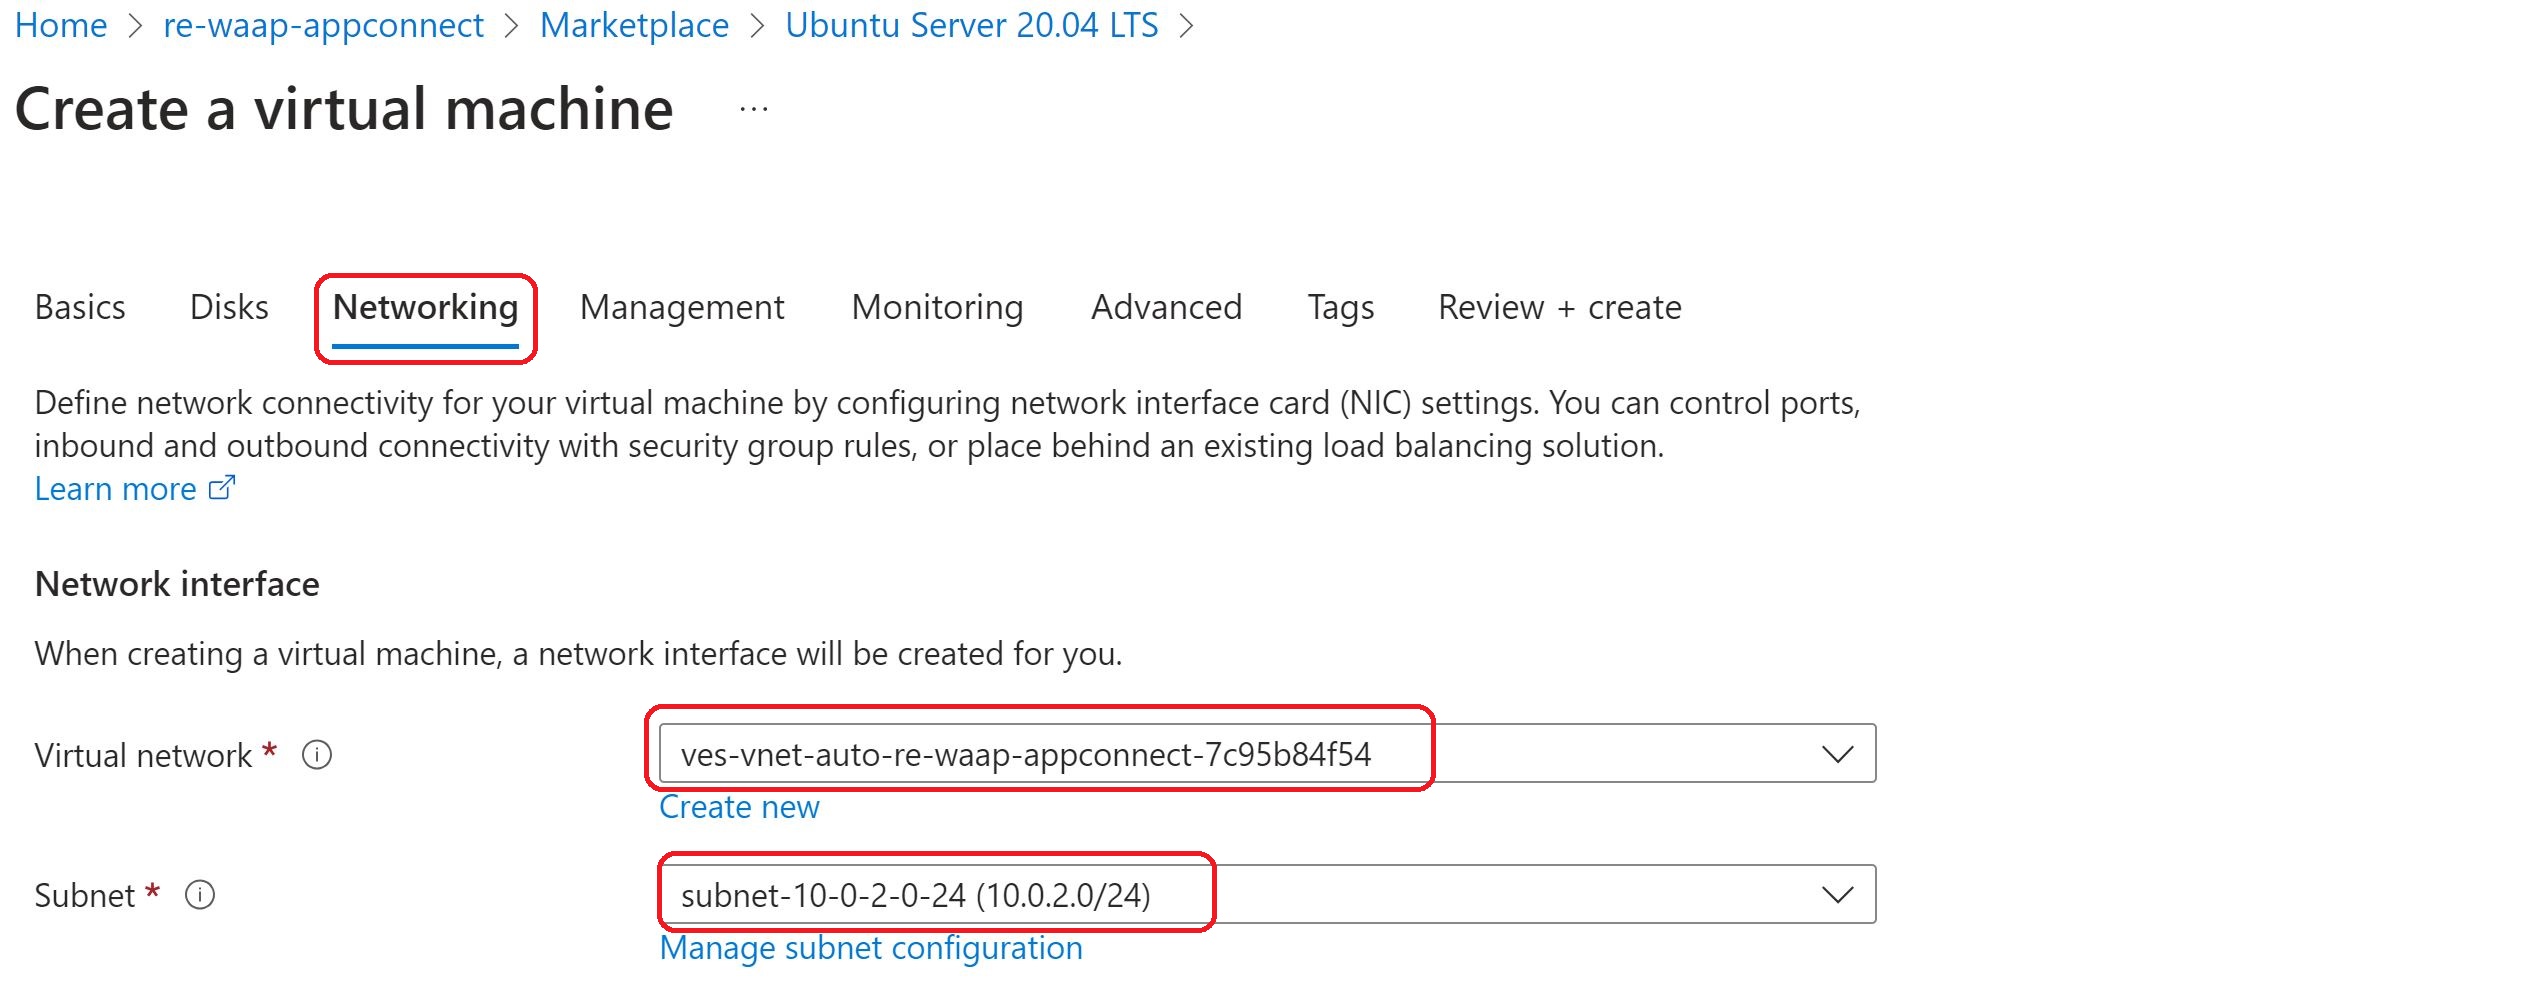 Home > re-waap-appconnect > Marketplace > Ubuntu Server 20.04 LTS >
Create a virtual machine ...
Basics Disks Networking Management Monitoring Advanced Tags Review + create
Define network connectivity for your virtual machine by configuring network interface card (NIC) settings. You can control ports,
inbound and outbound connectivity with security group rules, or place behind an existing load balancing solution.
Learn more
Network interface
When creating a virtual machine, a network interface will be created for you.
Virtual network * ves-vnet-auto-re-waap-appconnect-7c95b84f54
Create new
Subnet * subnet-10-0-2-0-24 (10.0.2.0/24)
Manage subnet configuration